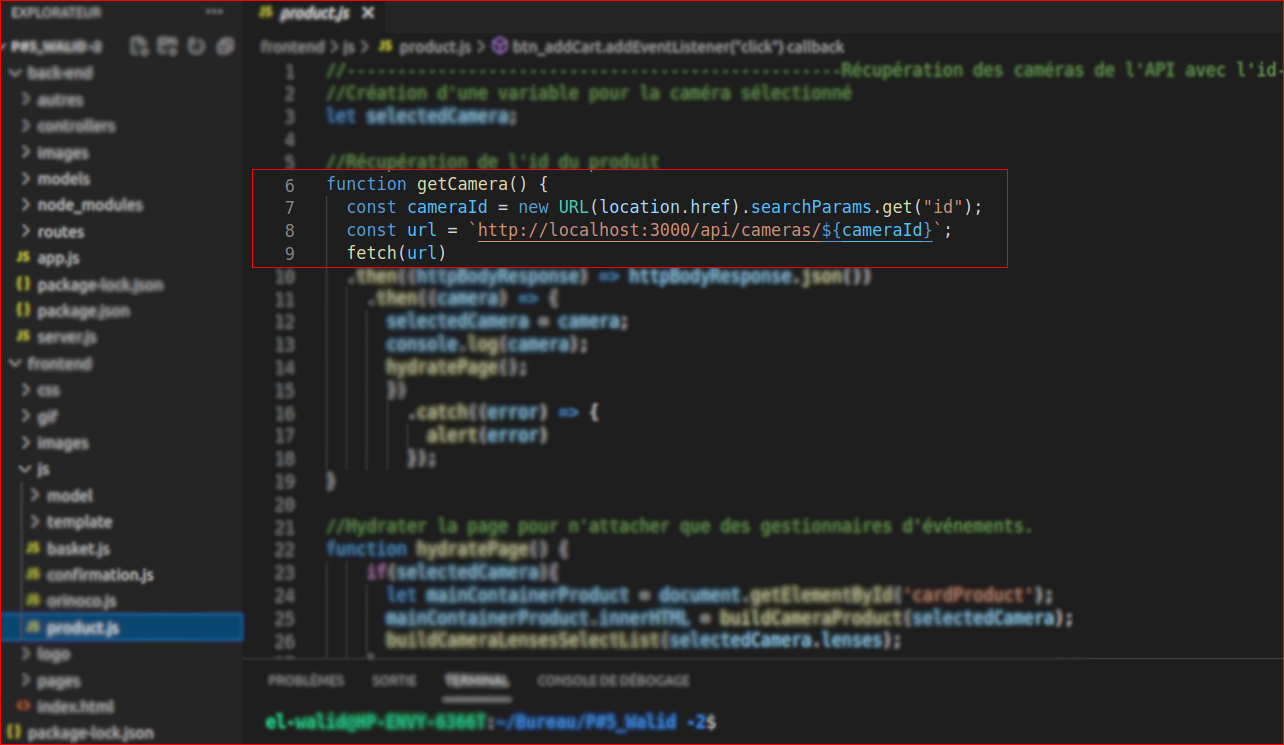 EXPLORATEUR
product.js
P#5_WALID-2
frontend > js > JS product.js > btn_addCart.addEventListener("click") callback
back-end
autres
controllers
images
models
node_modules
routes
JS app.js
{} package-lock.json
{} package.json
JS server.js
frontend
css
gif
images
js
model
template
JS basket.js
JS confirmation.js
JS orinoco.js
JS product.js
logo
pages
<> index.html
{} package-lock.json
1 //-------------------------------------------------Récupération des caméras de l'API avec l'id-
2 //Création d'une variable pour la caméra sélectionné
3 let selectedCamera;
4
5 //Récupération de l'id du produit
6 function getCamera() {
7 const cameraId = new URL(location.href).searchParams.get("id");
8 const url = `http://localhost:3000/api/cameras/${cameraId}`;
9 fetch(url)
10 .then((httpBodyResponse) => httpBodyResponse.json())
11 .then((camera) => {
12 selectedCamera = camera;
13 console.log(camera);
14 hydratePage();
15 })
16 .catch((error) => {
17 alert(error)
18 });
19 }
20
21 //Hydrater la page pour n'attacher que des gestionnaires d'événements.
22 function hydratePage() {
23 if(selectedCamera){
24 let mainContainerProduct = document.getElementById('cardProduct');
25 mainContainerProduct.innerHTML = buildCameraProduct(selectedCamera);
26 buildCameraLensesSelectList(selectedCamera.lenses);
PROBLÈMES SORTIE TERMINAL CONSOLE DE DÉBOGAGE
el-walid@HP-ENVY-6366T:~/Bureau/P#5_Walid -2$